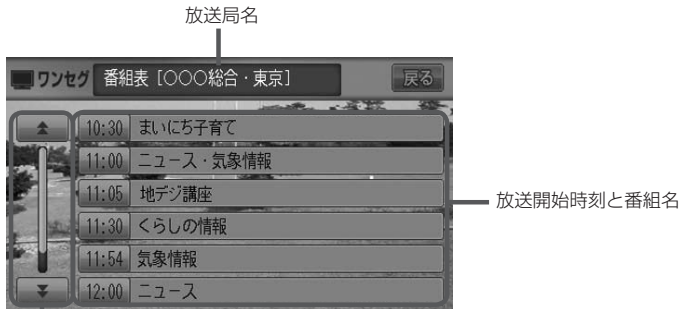 放送局名
ワンセグ 番組表 [○○○総合・東京] 戻る
10:30 まいにち子育て
11:00 ニュース・気象情報
11:05 地デジ講座
11:30 くらしの情報
11:54 気象情報
12:00 ニュース
放送開始時刻と番組名